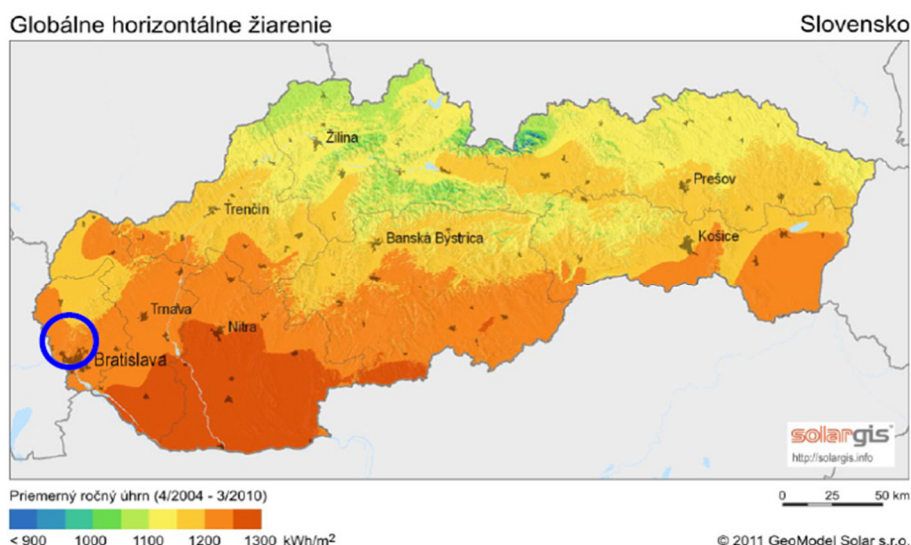 Globálne horizontálne žiarenie
Slovensko
Žilina
Prešov
Trenčín
Banská Bystrica
Košice
Trnava
Nitra
Bratislava
solargis
http://solargis.info
Priemerný ročný úhrn (4/2004 - 3/2010)
0 25 50 km
< 900 1000 1100 1200 1300 kWh/m²
© 2011 GeoModel Solar s.r.o.